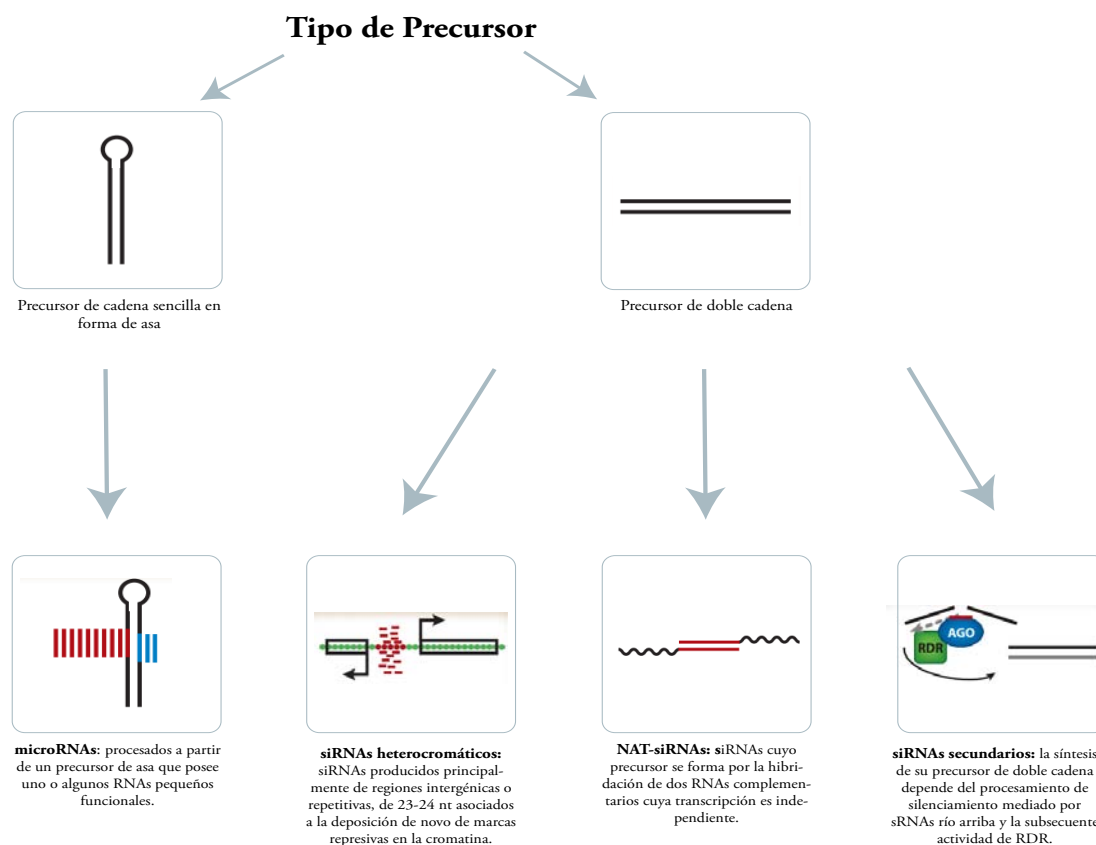 Tipo de Precursor
Precursor de cadena sencilla en
forma de asa
Precursor de doble cadena
AGO
RDR
microRNAs: procesados a partir
de un precursor de asa que posee
uno o algunos RNAs pequeños
funcionales.
siRNAs heterocromáticos:
siRNAs producidos principal-
mente de regiones intergénicas o
repetitivas, de 23-24 nt asociados
a la deposición de novo de marcas
represivas en la cromatina.
NAT-siRNAs: siRNAs cuyo
precursor se forma por la hibri-
dación de dos RNAs complemen-
tarios cuya transcripción es inde-
pendiente.
siRNAs secundarios: la síntesis
de su precursor de doble cadena
depende del procesamiento de
silenciamiento mediado por
sRNAs río arriba y la subsecuente
actividad de RDR.